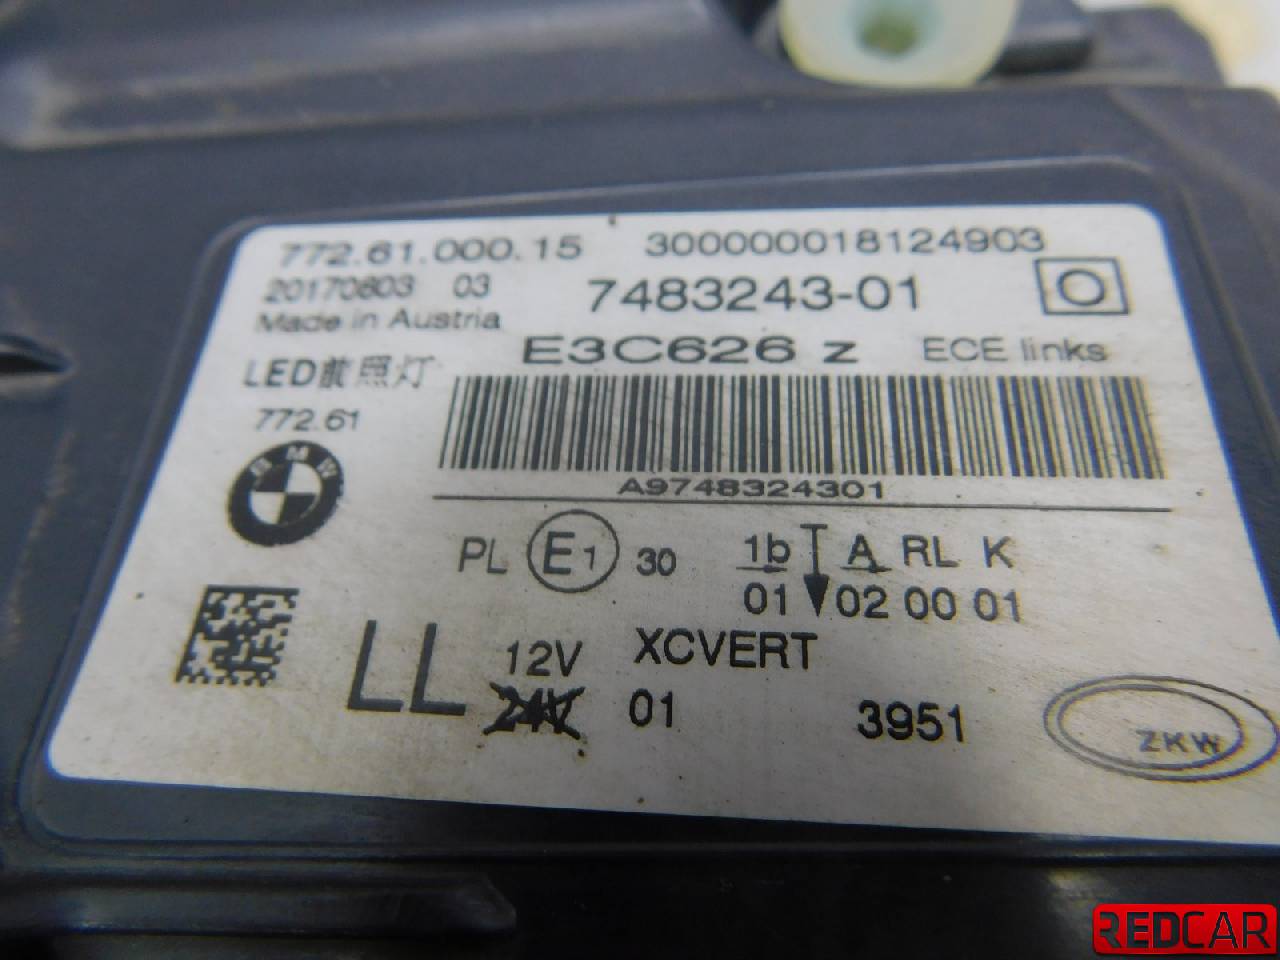 772.61.000.15 300000018124903
20170803 03 7483243-01
Made in Austria
E3C626 z ECE links
LED前照灯
772.61
BMW
A9748324301
PL E1 30 1b A RL K
01 02 00 01
LL 12V XCVERT
24V 01 3951
ZKW
REDCAR